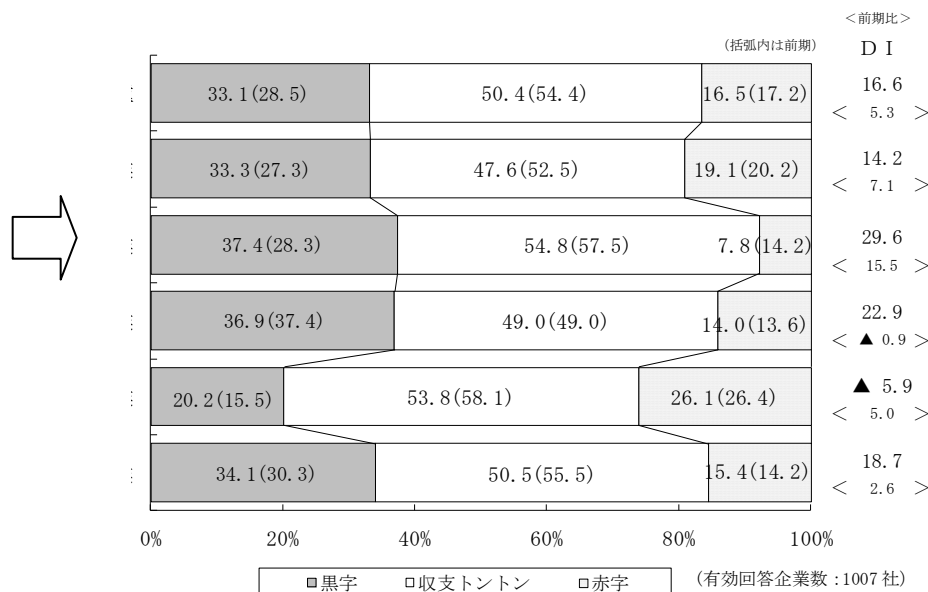 ＜前期比＞
(括弧内は前期)
ＤＩ
33.1(28.5) 50.4(54.4) 16.5(17.2) 16.6
＜ 5.3 ＞
33.3(27.3) 47.6(52.5) 19.1(20.2) 14.2
＜ 7.1 ＞
37.4(28.3) 54.8(57.5) 7.8(14.2) 29.6
＜ 15.5 ＞
36.9(37.4) 49.0(49.0) 14.0(13.6) 22.9
＜ ▲ 0.9 ＞
20.2(15.5) 53.8(58.1) 26.1(26.4) ▲ 5.9
＜ 5.0 ＞
34.1(30.3) 50.5(55.5) 15.4(14.2) 18.7
＜ 2.6 ＞
0% 20% 40% 60% 80% 100%
黒字 収支トントン 赤字
(有効回答企業数:1007社)